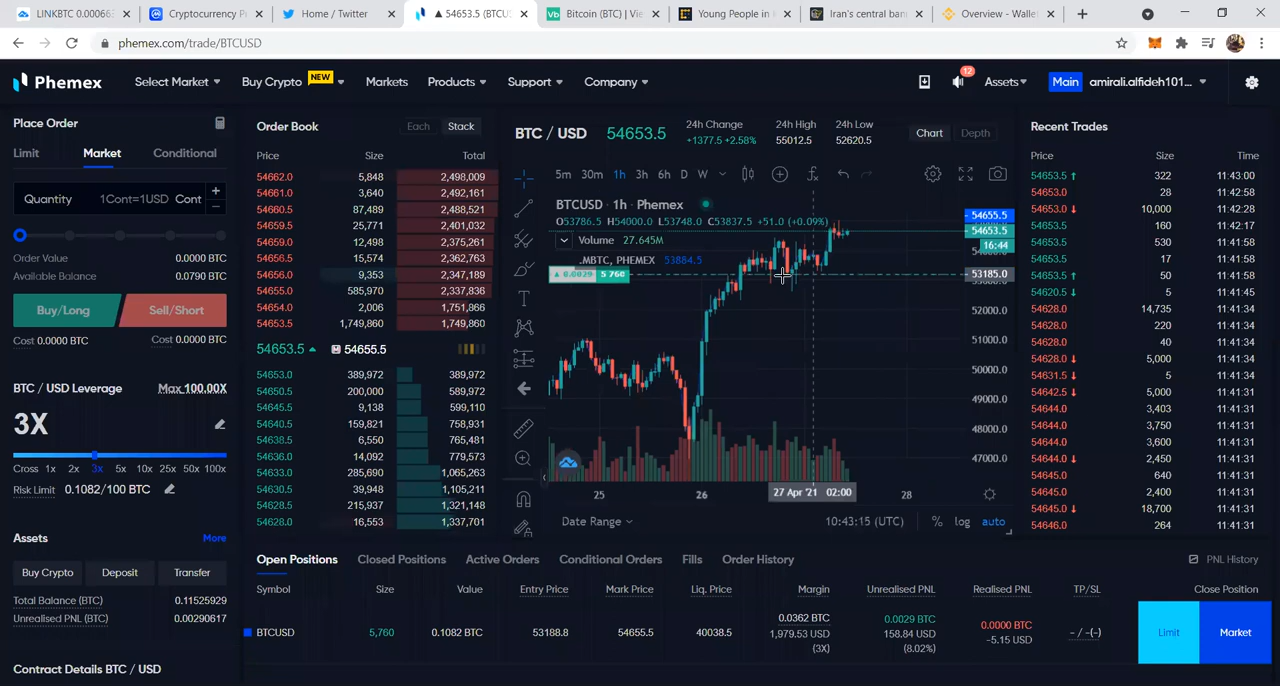 LINKBTC 0.00066
Cryptocurrency P
Home / Twitter
▲ 54653.5 (BTCU
Bitcoin (BTC) | Vie
Young People in
Iran's central ban
Overview - Walle
phemex.com/trade/BTCUSD
Phemex
Select Market
Buy Crypto NEW
Markets
Products
Support
Company
12
Assets
Main
amirali.alfideh101...
Place Order
Limit Market Conditional
Quantity 1Cont=1USD Cont + −
Order Value 0.0000 BTC
Available Balance 0.0790 BTC
Buy/Long Sell/Short
Cost 0.0000 BTC Cost 0.0000 BTC
BTC / USD Leverage Max 100.00X
3X
Cross 1x 2x 3x 5x 10x 25x 50x 100x
Risk Limit 0.1082/100 BTC
Assets More
Buy Crypto Deposit Transfer
Total Balance (BTC) 0.11525929
Unrealised PNL (BTC) 0.00290617
Contract Details BTC / USD
Order Book Each Stack
Price Size Total
54662.0 5,848 2,498,009
54661.0 3,640 2,492,161
54660.5 87,489 2,488,521
54659.5 25,771 2,401,032
54659.0 12,498 2,375,261
54656.5 15,574 2,362,763
54656.0 9,353 2,347,189
54655.0 585,970 2,337,836
54654.0 2,006 1,751,866
54653.5 1,749,860 1,749,860
54653.5 M 54655.5
54653.0 389,972 389,972
54650.5 200,000 589,972
54645.5 9,138 599,110
54640.5 159,821 758,931
54638.5 6,550 765,481
54636.0 14,092 779,573
54633.0 285,690 1,065,263
54630.5 39,948 1,105,211
54628.5 215,937 1,321,148
54628.0 16,553 1,337,701
BTC / USD 54653.5
24h Change
+1377.5 +2.58%
24h High
55012.5
24h Low
52620.5
Chart Depth
5m 30m 1h 3h 6h D W
BTCUSD · 1h · Phemex
O53786.5 H54000.0 L53748.0 C53837.5 +51.0 (+0.09%)
Volume 27.645M
.MBTC, PHEMEX 53884.5
▲ 0.0029 5 760
54655.5
54653.5
16:44
53185.0
52000.0
51000.0
50000.0
49000.0
48000.0
47000.0
25 26 27 Apr '21 02:00 28
Date Range 10:43:15 (UTC) % log auto
Recent Trades
Price Size Time
54653.5 ↑ 322 11:43:00
54653.0 28 11:42:58
54653.0 ↓ 10,000 11:42:28
54653.5 160 11:42:17
54653.5 530 11:41:58
54653.5 17 11:41:58
54653.5 ↑ 50 11:41:58
54620.5 ↓ 5 11:41:45
54628.0 14,735 11:41:34
54628.0 220 11:41:34
54628.0 40 11:41:34
54628.0 ↓ 5,000 11:41:34
54631.5 ↓ 5 11:41:34
54642.5 ↓ 5,000 11:41:31
54644.0 3,403 11:41:31
54644.0 3,750 11:41:31
54644.0 3,600 11:41:31
54644.0 ↓ 2,450 11:41:31
54645.0 640 11:41:31
54645.0 2,400 11:41:31
54645.0 ↓ 18,700 11:41:31
54646.0 264 11:41:31
Open Positions Closed Positions Active Orders Conditional Orders Fills Order History PNL History
Symbol Size Value Entry Price Mark Price Liq. Price Margin Unrealised PNL Realised PNL TP/SL Close Position
BTCUSD 5,760 0.1082 BTC 53188.8 54655.5 40038.5
0.0362 BTC
1,979.53 USD
(3X)
0.0029 BTC
158.84 USD
(8.02%)
0.0000 BTC
-5.15 USD
- / -(-)
Limit Market